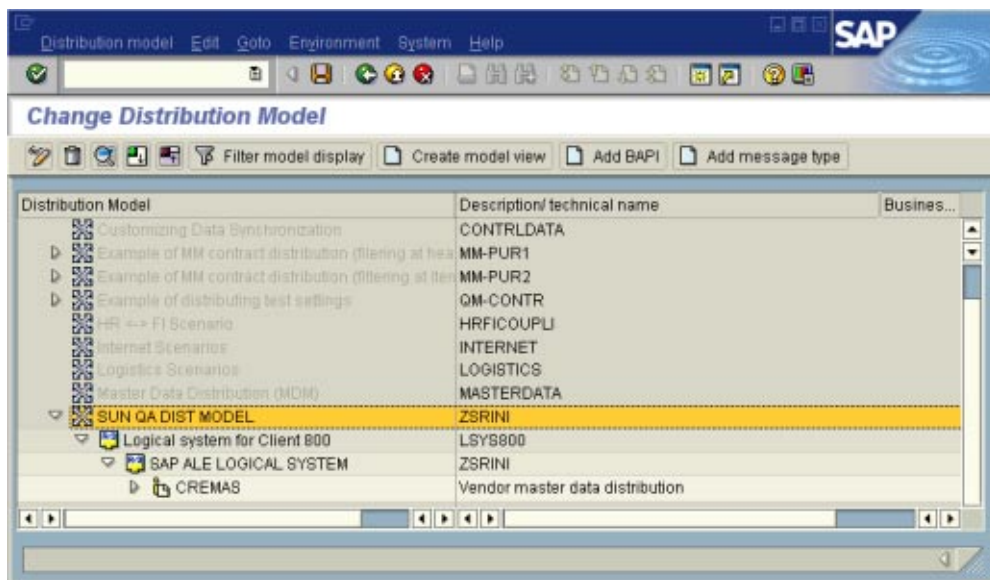 Distribution model Edit Goto Environment System Help
SAP
Change Distribution Model
Filter model display Create model view Add BAPI Add message type
Distribution Model Description/ technical name Busines...
Customizing Data Synchronization CONTRLDATA
Example of MM contract distribution (filtering at hea MM-PUR1
Example of MM contract distribution (filtering at iten MM-PUR2
Example of distributing test settings QM-CONTR
HR <-> FI Scenario HRFICOUPLI
Internet Scenarios INTERNET
Logistics Scenarios LOGISTICS
Master Data Distribution (MDM) MASTERDATA
SUN QA DIST MODEL ZSRINI
Logical system for Client 800 LSYS800
SAP ALE LOGICAL SYSTEM ZSRINI
CREMAS Vendor master data distribution